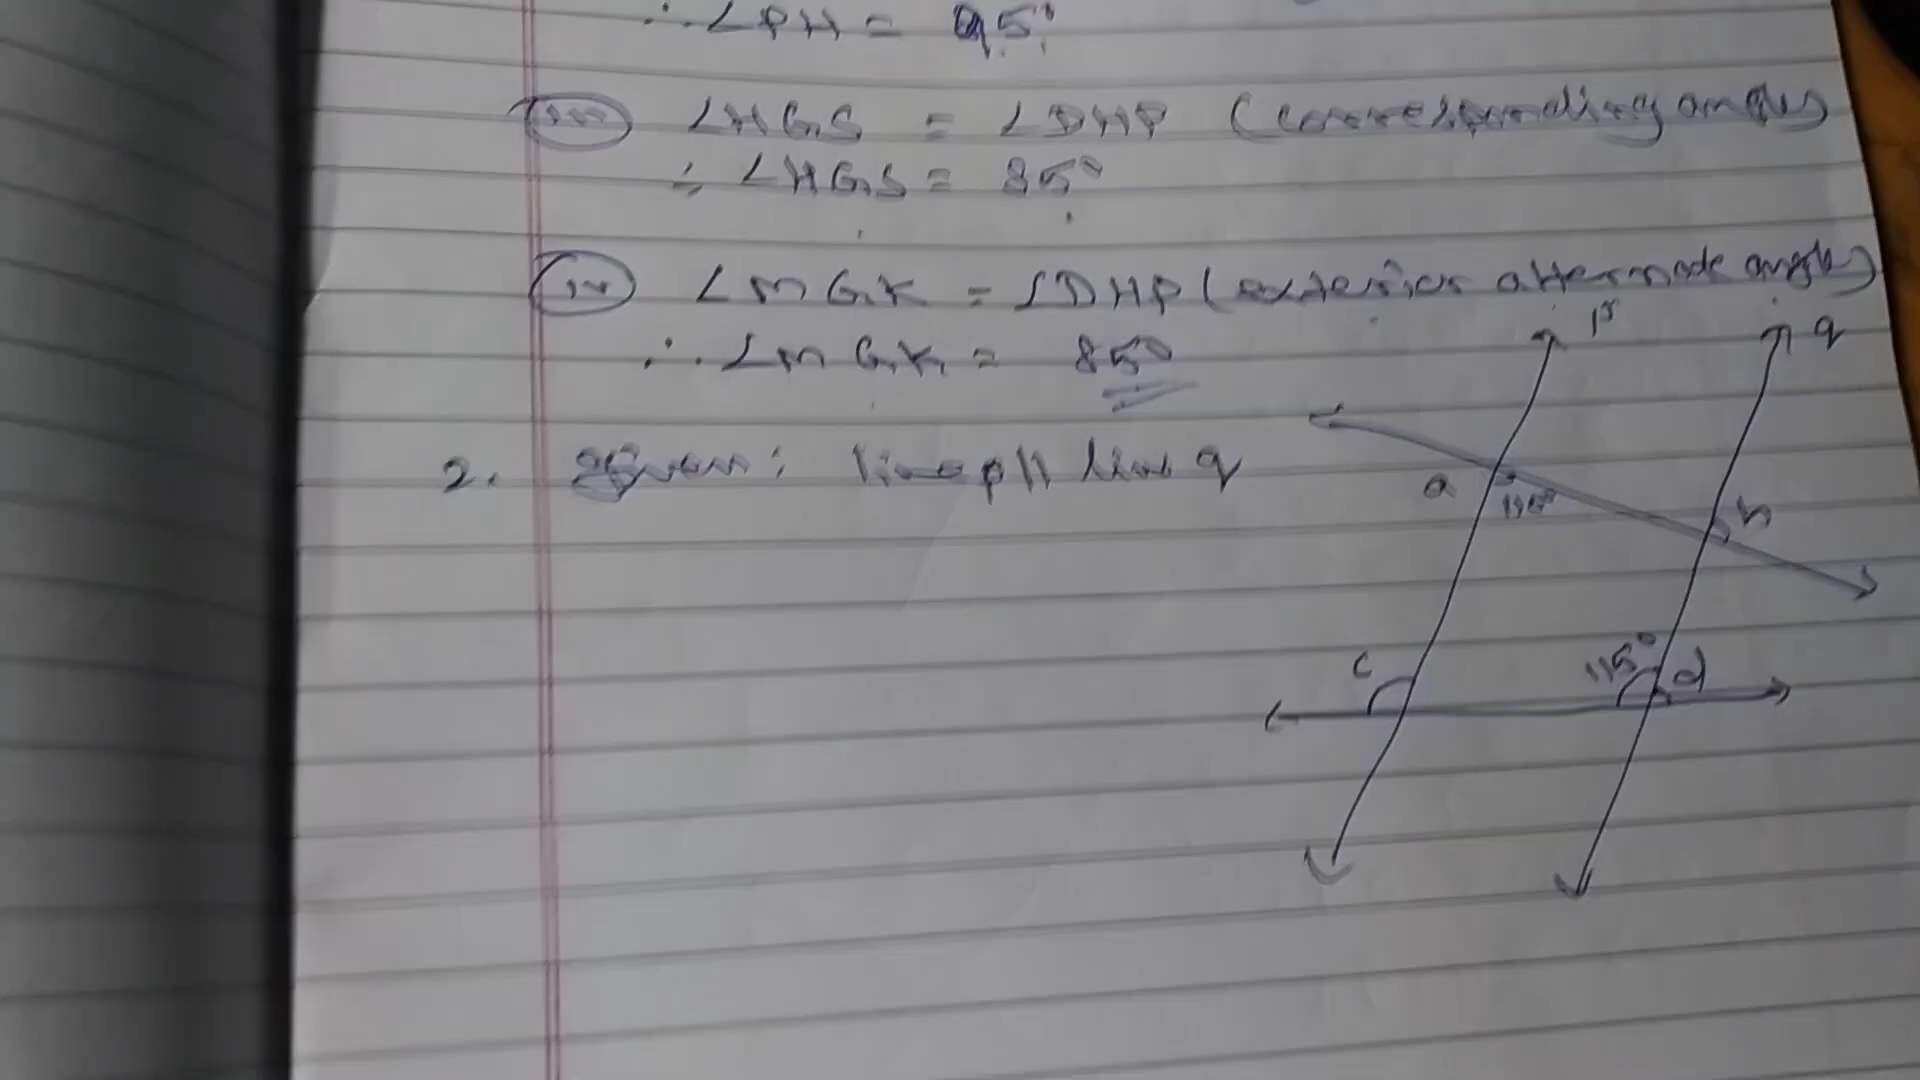 ∴ ∠PH = 95°
(iii) ∠HGS = ∠DHP (corresponding angles)
∴ ∠HGS = 85°
(iv) ∠MGK = ∠DHP (exterior alternate angles)
∴ ∠MGK = 85°
2. Given: line p || line q
p q
a
b
c 115° d